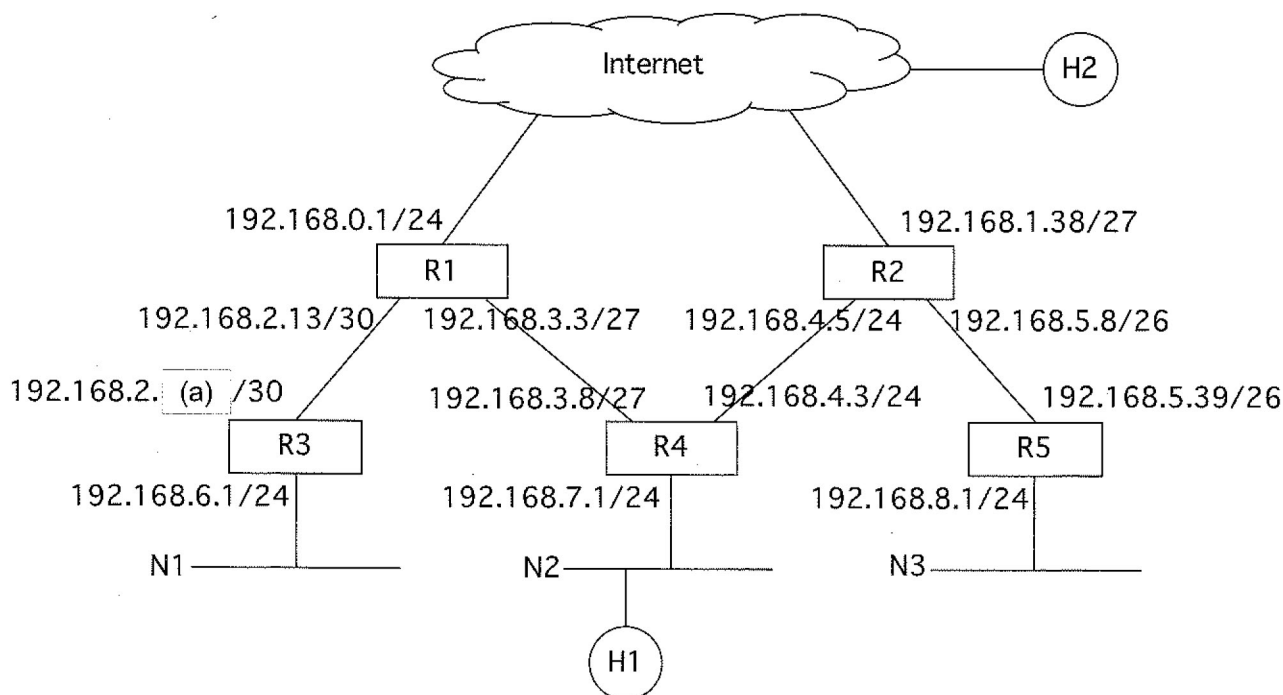 Internet
H2
192.168.0.1/24
192.168.1.38/27
R1
R2
192.168.2.13/30
192.168.3.3/27
192.168.4.5/24
192.168.5.8/26
192.168.2. (a) /30
192.168.3.8/27
192.168.4.3/24
192.168.5.39/26
R3
R4
R5
192.168.6.1/24
192.168.7.1/24
192.168.8.1/24
N1
N2
N3
H1